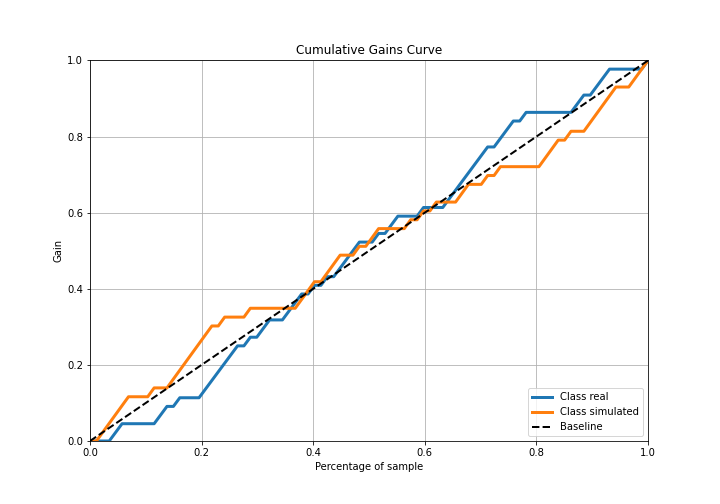 Cumulative Gains Curve
1.0
0.8
0.6
0.4
0.2
0.0
Gain
0.0 0.2 0.4 0.6 0.8 1.0
Percentage of sample
Class real
Class simulated
Baseline